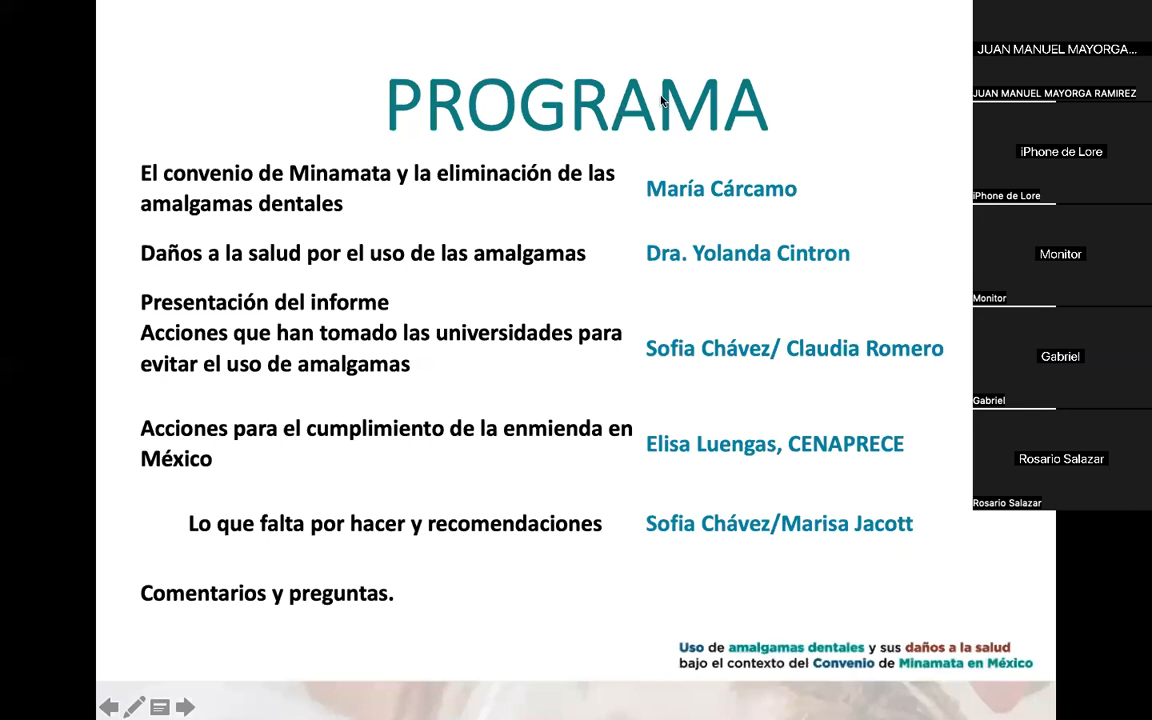 PROGRAMA
El convenio de Minamata y la eliminación de las
amalgamas dentales
María Cárcamo
Daños a la salud por el uso de las amalgamas
Dra. Yolanda Cintron
Presentación del informe
Acciones que han tomado las universidades para
evitar el uso de amalgamas
Sofia Chávez/ Claudia Romero
Acciones para el cumplimiento de la enmienda en
México
Elisa Luengas, CENAPRECE
Lo que falta por hacer y recomendaciones
Sofia Chávez/Marisa Jacott
Comentarios y preguntas.
Uso de amalgamas dentales y sus daños a la salud
bajo el contexto del Convenio de Minamata en México
JUAN MANUEL MAYORGA...
JUAN MANUEL MAYORGA RAMIREZ
iPhone de Lore
iPhone de Lore
Monitor
Monitor
Gabriel
Gabriel
Rosario Salazar
Rosario Salazar